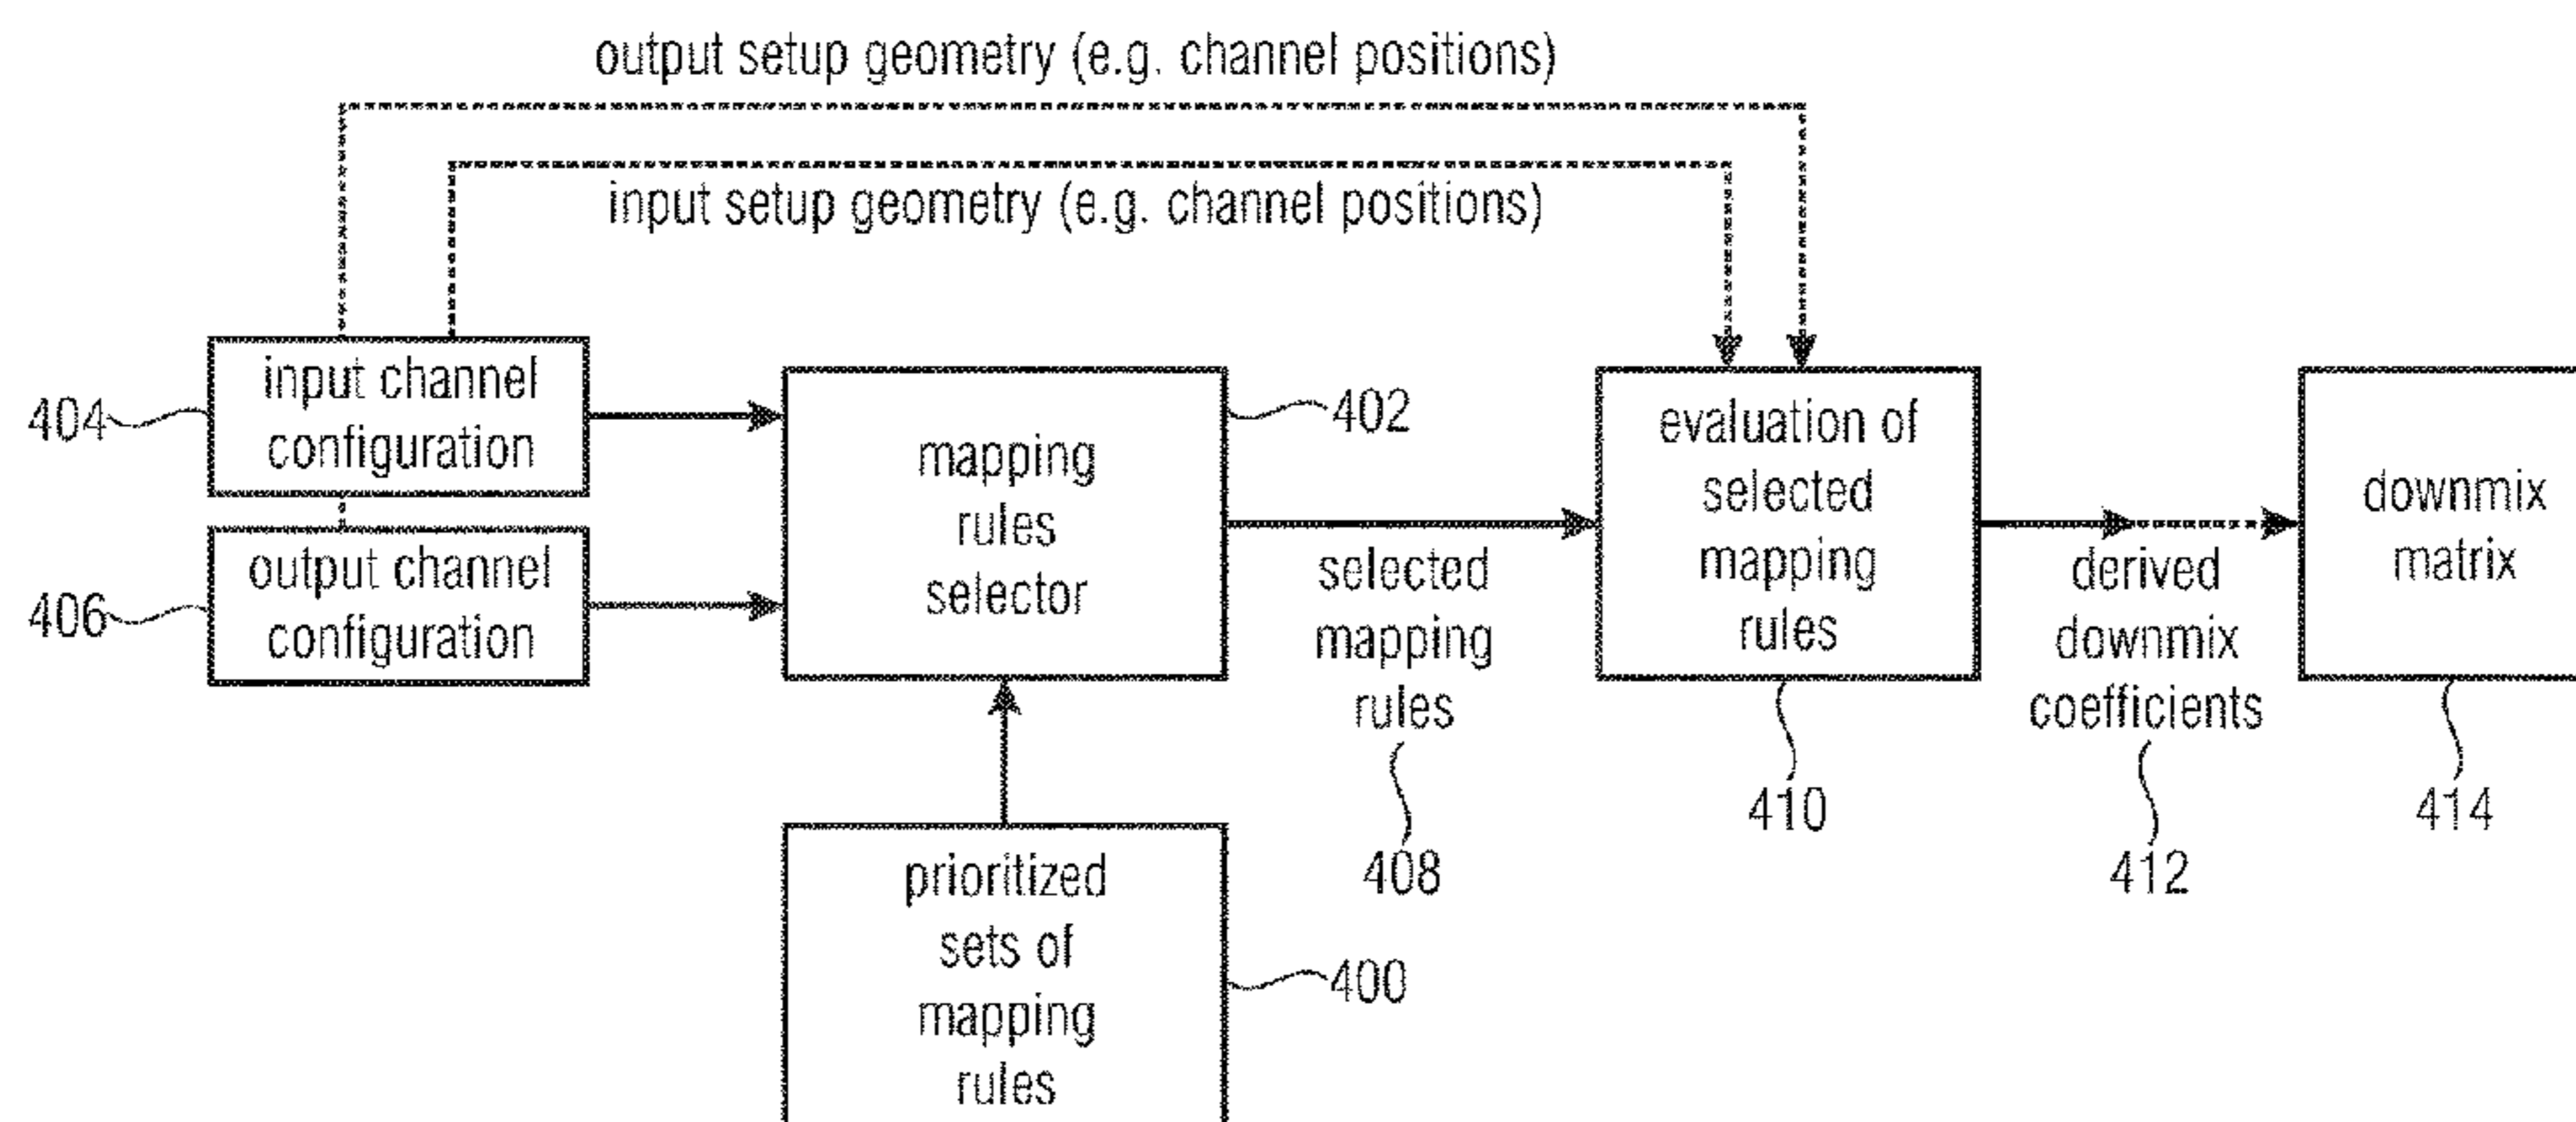 output setup geometry (e.g. channel positions)
input setup geometry (e.g. channel positions)
input channel
configuration
404
output channel
configuration
406
mapping
rules
selector
402
selected
mapping
rules
408
evaluation of
selected
mapping
rules
410
derived
downmix
coefficients
412
downmix
matrix
414
prioritized
sets of
mapping
rules
400